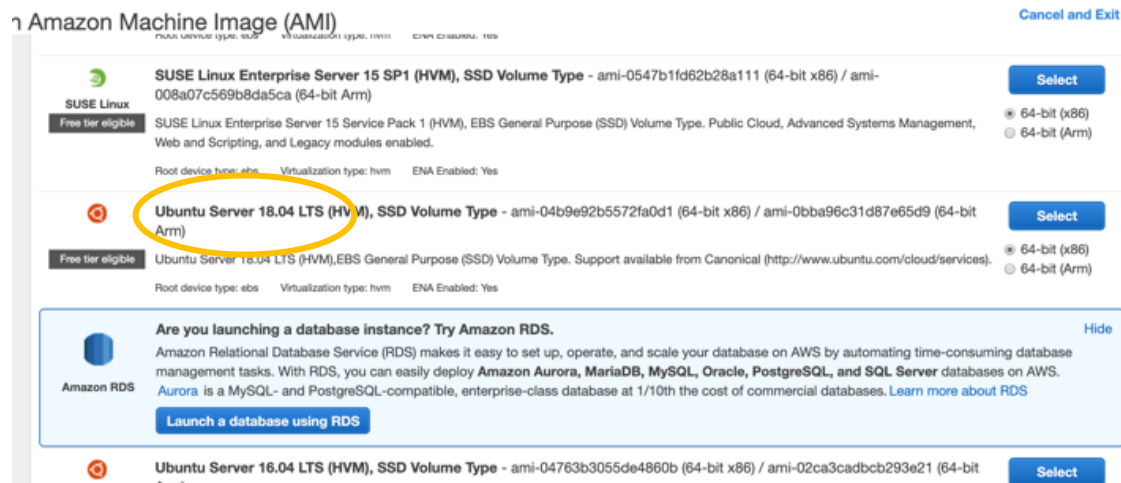 n Amazon Machine Image (AMI)
Cancel and Exit
Root device type: ebs Virtualization type: hvm ENA Enabled: Yes
SUSE Linux Enterprise Server 15 SP1 (HVM), SSD Volume Type - ami-0547b1fd62b28a111 (64-bit x86) / ami-
008a07c569b8da5ca (64-bit Arm)
Select
SUSE Linux
Free tier eligible
SUSE Linux Enterprise Server 15 Service Pack 1 (HVM), EBS General Purpose (SSD) Volume Type. Public Cloud, Advanced Systems Management,
Web and Scripting, and Legacy modules enabled.
64-bit (x86)
64-bit (Arm)
Root device type: ebs Virtualization type: hvm ENA Enabled: Yes
Ubuntu Server 18.04 LTS (HVM), SSD Volume Type - ami-04b9e92b5572fa0d1 (64-bit x86) / ami-0bba96c31d87e65d9 (64-bit
Arm)
Select
Free tier eligible
Ubuntu Server 18.04 LTS (HVM),EBS General Purpose (SSD) Volume Type. Support available from Canonical (http://www.ubuntu.com/cloud/services).
64-bit (x86)
64-bit (Arm)
Root device type: ebs Virtualization type: hvm ENA Enabled: Yes
Are you launching a database instance? Try Amazon RDS.
Hide
Amazon RDS
Amazon Relational Database Service (RDS) makes it easy to set up, operate, and scale your database on AWS by automating time-consuming database
management tasks. With RDS, you can easily deploy Amazon Aurora, MariaDB, MySQL, Oracle, PostgreSQL, and SQL Server databases on AWS.
Aurora is a MySQL- and PostgreSQL-compatible, enterprise-class database at 1/10th the cost of commercial databases. Learn more about RDS
Launch a database using RDS
Ubuntu Server 16.04 LTS (HVM), SSD Volume Type - ami-04763b3055de4860b (64-bit x86) / ami-02ca3cadbcb293e21 (64-bit
Select